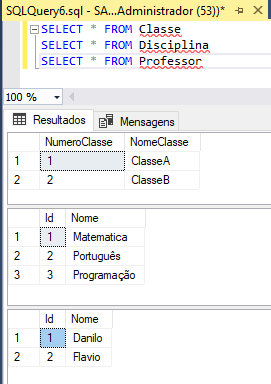 SQLQuery6.sql - SA...Administrador (53))*
SELECT * FROM Classe
SELECT * FROM Disciplina
SELECT * FROM Professor
100 %
Resultados Mensagens
NumeroClasse NomeClasse
1 1 ClasseA
2 2 ClasseB
Id Nome
1 1 Matematica
2 2 Português
3 3 Programação
Id Nome
1 1 Danilo
2 2 Flavio